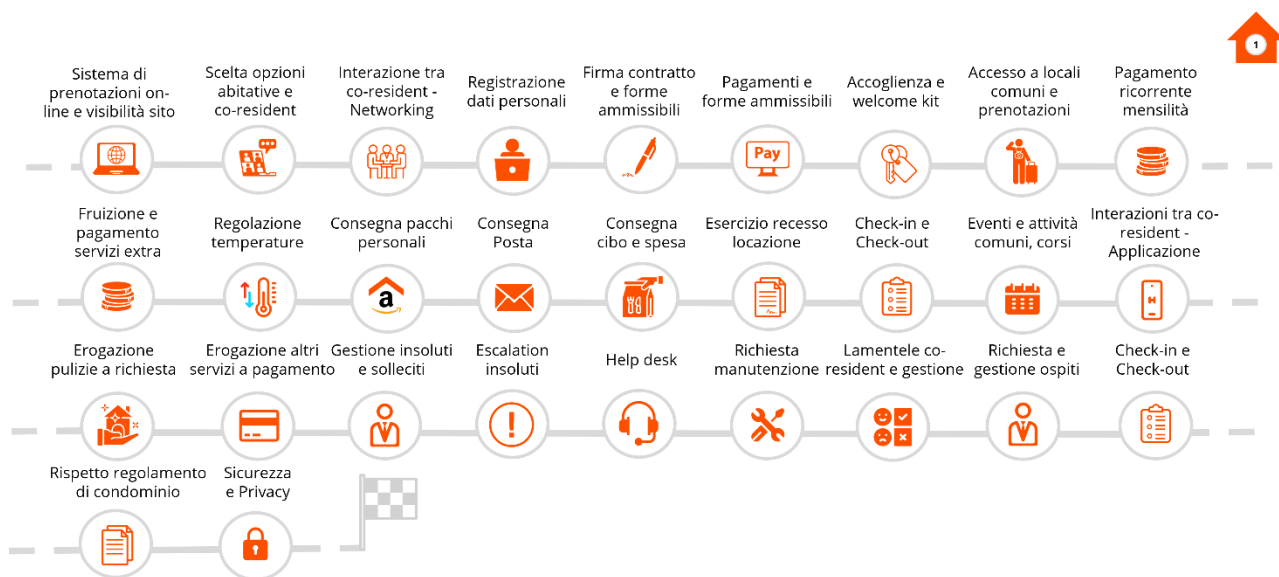 1
Sistema di
prenotazioni on-
line e visibilità sito
Scelta opzioni
abitative e
co-resident
Interazione tra
co-resident -
Networking
Registrazione
dati personali
Firma contratto
e forme
ammissibili
Pagamenti e
forme ammissibili
Accoglienza e
welcome kit
Accesso a locali
comuni e
prenotazioni
Pagamento
ricorrente
mensilità
Pay
Fruizione e
pagamento
servizi extra
Regolazione
temperature
Consegna pacchi
personali
Consegna
Posta
Consegna
cibo e spesa
Esercizio recesso
locazione
Check-in e
Check-out
Eventi e attività
comuni, corsi
Interazioni tra co-
resident -
Applicazione
a
H
Erogazione
pulizie a richiesta
Erogazione altri
servizi a pagamento
Gestione insoluti
e solleciti
Escalation
insoluti
Help desk
Richiesta
manutenzione
Lamentele co-
resident e gestione
Richiesta e
gestione ospiti
Check-in e
Check-out
!
Rispetto regolamento
di condominio
Sicurezza
e Privacy